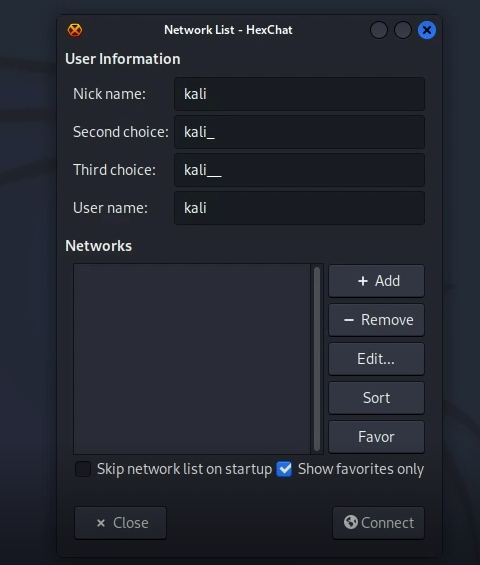 Network List - HexChat
User Information
Nick name: kali
Second choice: kali_
Third choice: kali__
User name: kali
Networks
+ Add
− Remove
Edit...
Sort
Favor
Skip network list on startup Show favorites only
× Close Connect